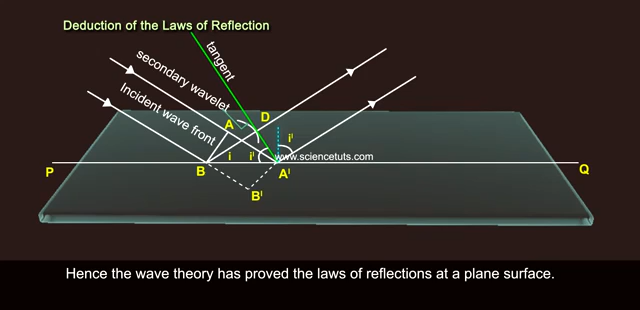 Deduction of the Laws of Reflection
tangent
secondary wavelet
Incident wave front
A
D
i^I
P
B
i
i^I
www.sciencetuts.com
A^I
Q
B^I
Hence the wave theory has proved the laws of reflections at a plane surface.